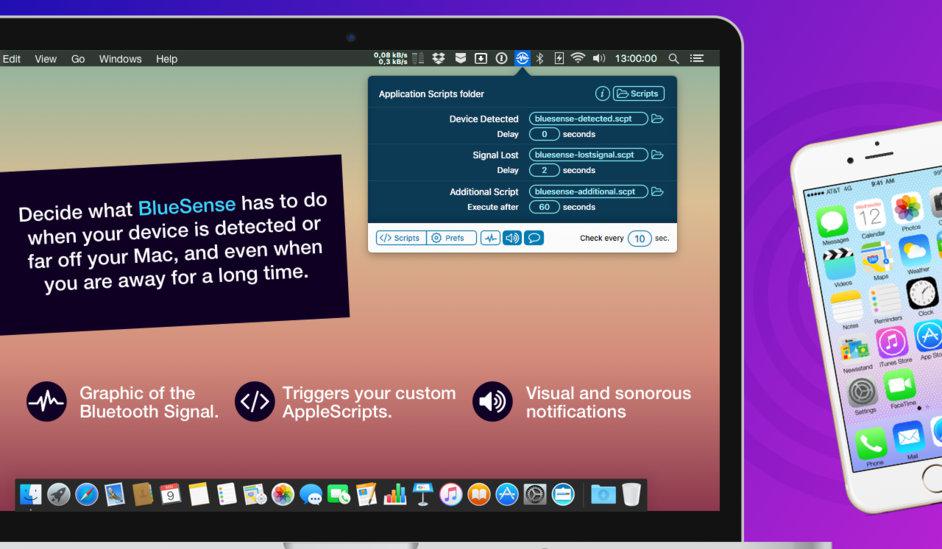 Edit View Go Windows Help
0,08 kB/s
0,3 kB/s
13:00:00
Application Scripts folder
i
Scripts
Device Detected
bluesense-detected.scpt
Delay
0
seconds
Signal Lost
bluesense-lostsignal.scpt
Delay
2
seconds
Additional Script
bluesense-additional.scpt
Execute after
60
seconds
</> Scripts
Prefs
Check every
10
sec.
Decide what BlueSense has to do
when your device is detected or
far off your Mac, and even when
you are away for a long time.
Graphic of the
Bluetooth Signal.
</>
Triggers your custom
AppleScripts.
Visual and sonorous
notifications
9
AT&T 4G
9:41 AM
Wednesday
12
Messages
Calendar
Photos
Videos
Maps
Weather
Notes
Reminders
Clock
Newsstand
iTunes Store
App Sto
Settings
FaceTime
Phone
Mail